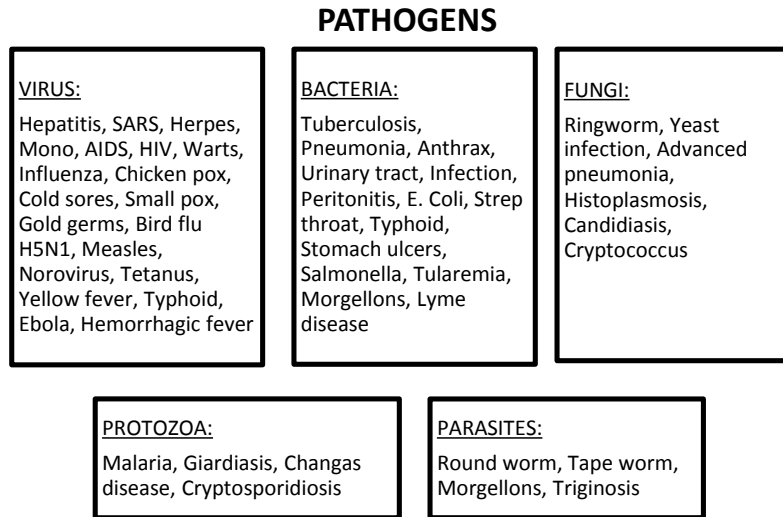 PATHOGENS
VIRUS:
Hepatitis, SARS, Herpes,
Mono, AIDS, HIV, Warts,
Influenza, Chicken pox,
Cold sores, Small pox,
Gold germs, Bird flu
H5N1, Measles,
Norovirus, Tetanus,
Yellow fever, Typhoid,
Ebola, Hemorrhagic fever
BACTERIA:
Tuberculosis,
Pneumonia, Anthrax,
Urinary tract, Infection,
Peritonitis, E. Coli, Strep
throat, Typhoid,
Stomach ulcers,
Salmonella, Tularemia,
Morgellons, Lyme
disease
FUNGI:
Ringworm, Yeast
infection, Advanced
pneumonia,
Histoplasmosis,
Candidiasis,
Cryptococcus
PROTOZOA:
Malaria, Giardiasis, Changas
disease, Cryptosporidiosis
PARASITES:
Round worm, Tape worm,
Morgellons, Triginosis